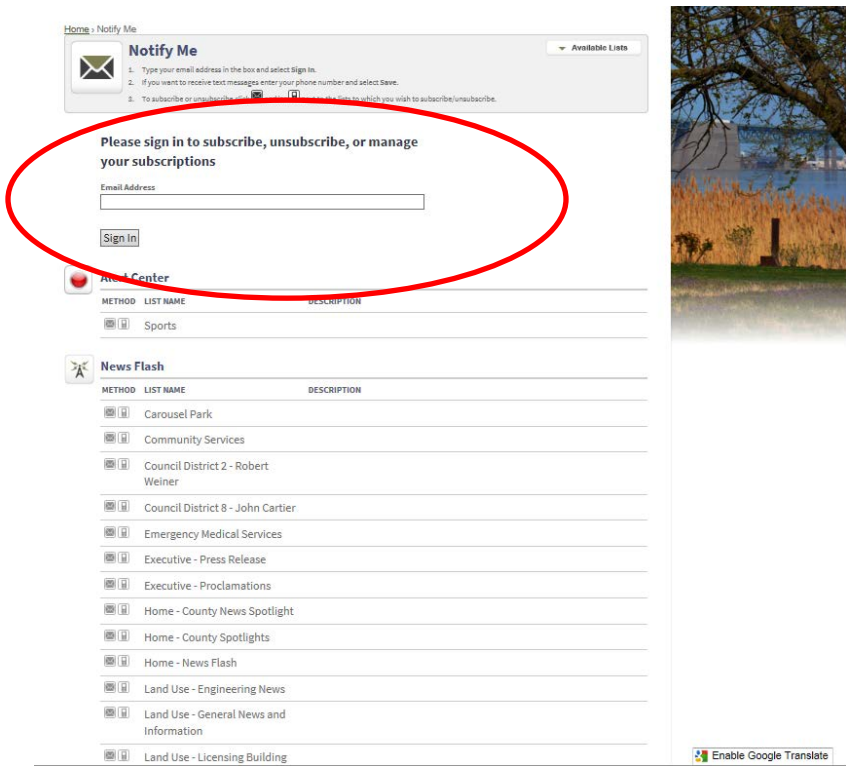 Home › Notify Me
Notify Me
Available Lists
1. Type your email address in the box and select Sign In.
2. If you want to receive text messages enter your phone number and select Save.
3. To subscribe or unsubscribe click to the lists to which you wish to subscribe/unsubscribe.
Please sign in to subscribe, unsubscribe, or manage
your subscriptions
Email Address
Sign In
Alert Center
METHOD LIST NAME DESCRIPTION
Sports
News Flash
METHOD LIST NAME DESCRIPTION
Carousel Park
Community Services
Council District 2 - Robert
Weiner
Council District 8 - John Cartier
Emergency Medical Services
Executive - Press Release
Executive - Proclamations
Home - County News Spotlight
Home - County Spotlights
Home - News Flash
Land Use - Engineering News
Land Use - General News and
Information
Land Use - Licensing Building
Enable Google Translate